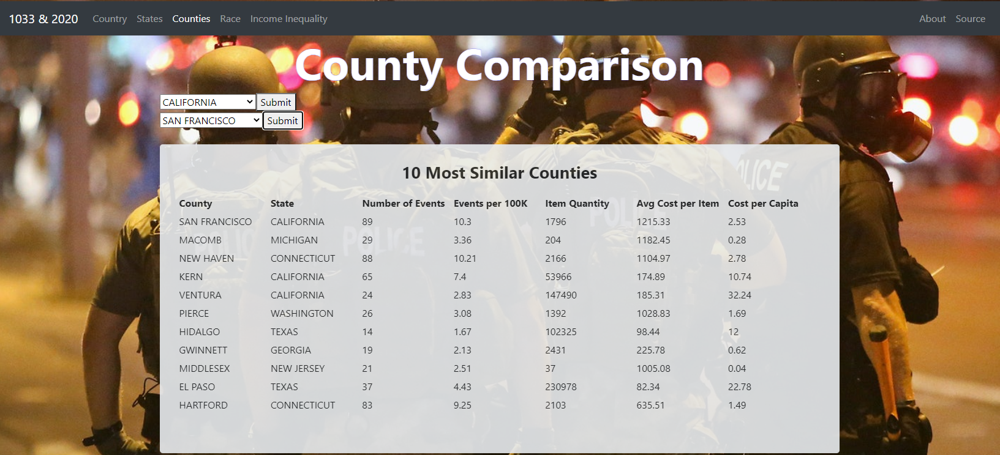 1033 & 2020 Country States Counties Race Income Inequality About Source
County Comparison
CALIFORNIA Submit
SAN FRANCISCO Submit
10 Most Similar Counties
County State Number of Events Events per 100K Item Quantity Avg Cost per Item Cost per Capita
SAN FRANCISCO CALIFORNIA 89 10.3 1796 1215.33 2.53
MACOMB MICHIGAN 29 3.36 204 1182.45 0.28
NEW HAVEN CONNECTICUT 88 10.21 2166 1104.97 2.78
KERN CALIFORNIA 65 7.4 53966 174.89 10.74
VENTURA CALIFORNIA 24 2.83 147490 185.31 32.24
PIERCE WASHINGTON 26 3.08 1392 1028.83 1.69
HIDALGO TEXAS 14 1.67 102325 98.44 12
GWINNETT GEORGIA 19 2.13 2431 225.78 0.62
MIDDLESEX NEW JERSEY 21 2.51 37 1005.08 0.04
EL PASO TEXAS 37 4.43 230978 82.34 22.78
HARTFORD CONNECTICUT 83 9.25 2103 635.51 1.49
POLICE
POLICE
POLICE
POLICE